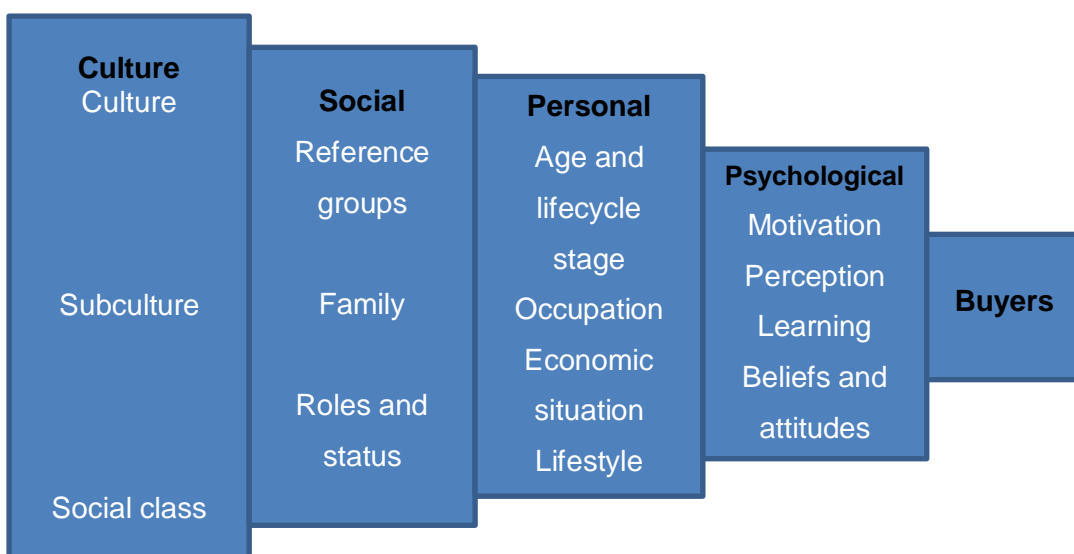 Culture
Culture
Subculture
Social class
Social
Reference
groups
Family
Roles and
status
Personal
Age and
lifecycle
stage
Occupation
Economic
situation
Lifestyle
Psychological
Motivation
Perception
Learning
Beliefs and
attitudes
Buyers